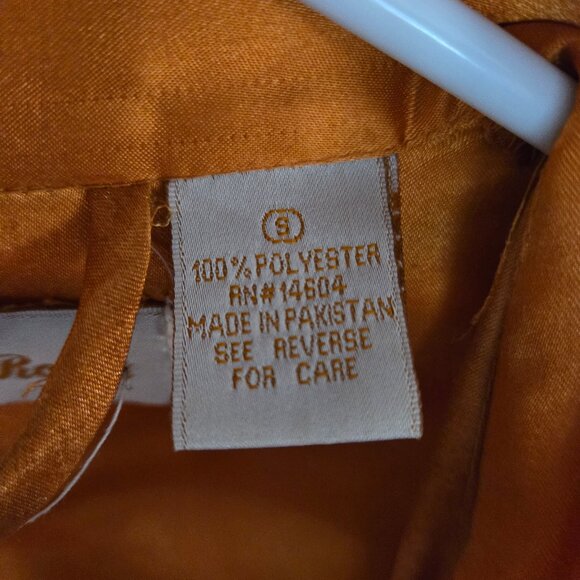 S
100% POLYESTER
RN#14604
MADE IN PAKISTAN
SEE REVERSE
FOR CARE